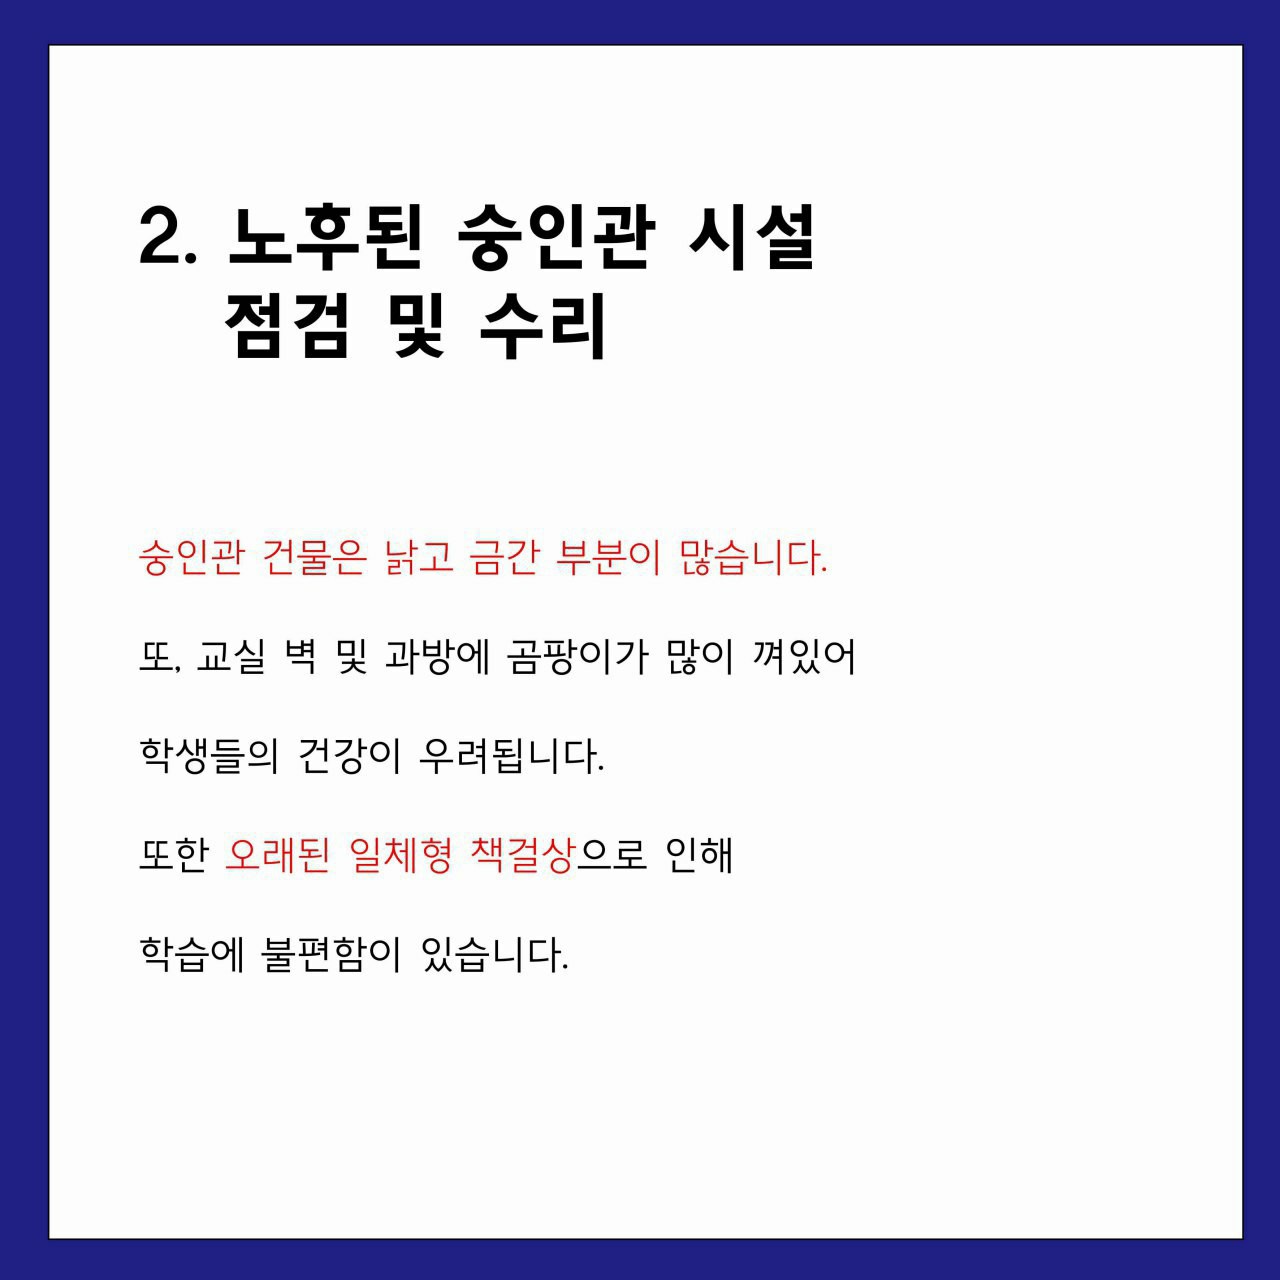 2. 노후된 숭인관 시설
점검 및 수리
숭인관 건물은 낡고 금간 부분이 많습니다.
또, 교실 벽 및 과방에 곰팡이가 많이 껴있어
학생들의 건강이 우려됩니다.
또한 오래된 일체형 책걸상으로 인해
학습에 불편함이 있습니다.